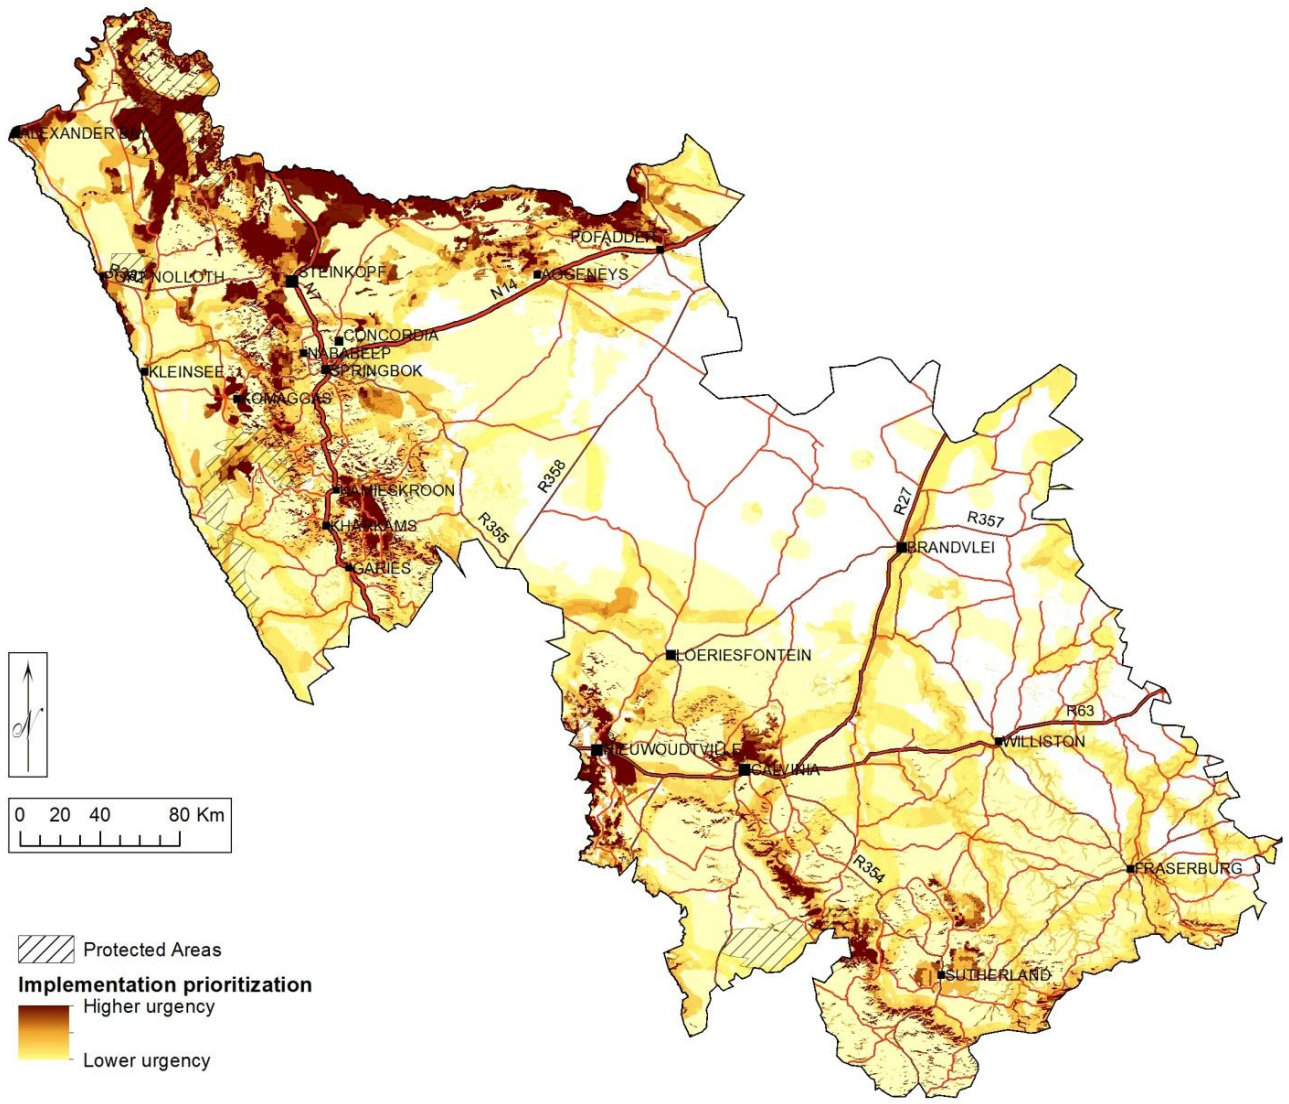 ALEXANDER BAY
POFADDER
STEINKOPF
PORT NOLLOTH
AGGENEYS
N7
N14
CONCORDIA
NABABEEP
SPRINGBOK
KLEINSEE
KOMAGGAS
R358
KAMIESKROON
R27
KHARKAMS
R355
R357
BRANDVLEI
GARIES
LOERIESFONTEIN
R63
NIEUWOUDTVILLE
WILLISTON
CALVINIA
N
0 20 40 80 Km
R354
FRASERBURG
SUTHERLAND
Protected Areas
Implementation prioritization
Higher urgency
Lower urgency